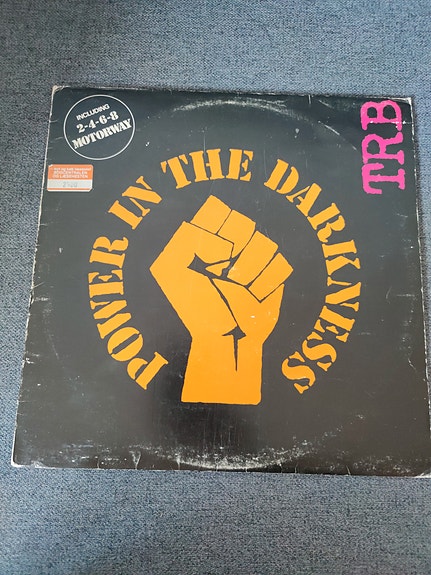 INCLUDING
2-4-6-8
MOTORWAY
TRB
POWER IN THE DARKNESS